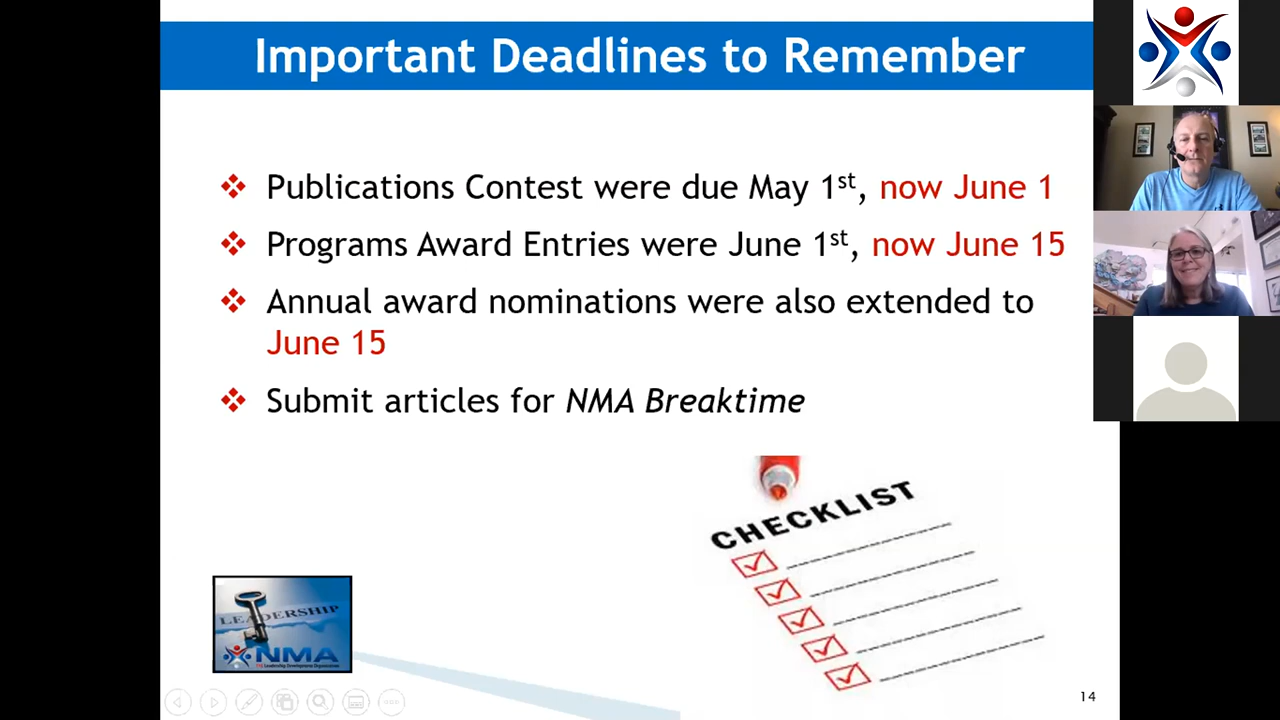 Important Deadlines to Remember
❖ Publications Contest were due May 1st, now June 1
❖ Programs Award Entries were June 1st, now June 15
❖ Annual award nominations were also extended to
June 15
❖ Submit articles for NMA Breaktime
CHECKLIST
LEADERSHIP
NMA
THE Leadership Development Organization
14